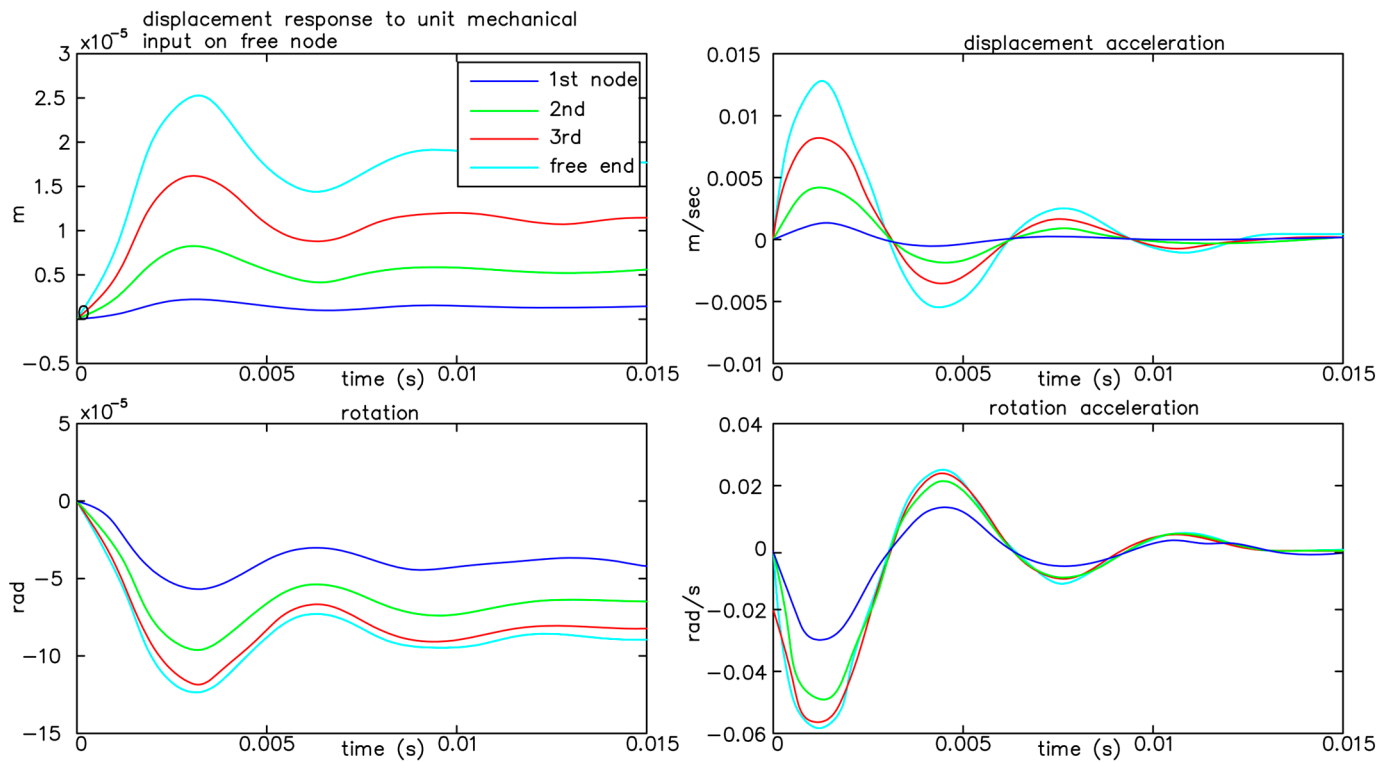 displacement response to unit mechanical
input on free node
×10⁻⁵
3
2.5
2
1.5
1
0.5
0
−0.5
m
0 0.005 0.01 0.015
time (s)
1st node
2nd
3rd
free end
displacement acceleration
0.015
0.01
0.005
0
−0.005
−0.01
m/sec
0 0.005 0.01 0.015
time (s)
rotation
×10⁻⁵
5
0
−5
−10
−15
rad
0 0.005 0.01 0.015
time (s)
rotation acceleration
0.04
0.02
0
−0.02
−0.04
−0.06
rad/s
0 0.005 0.01 0.015
time (s)